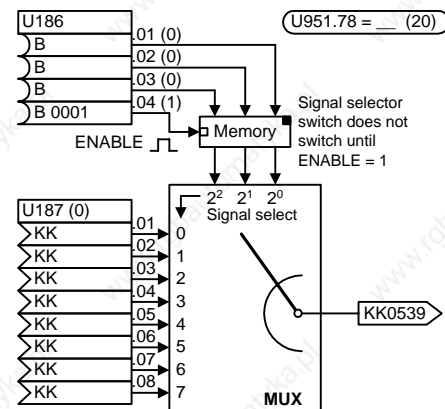 U186
B .01 (0)
B .02 (0)
B .03 (0)
B 0001 .04 (1)
U951.78 = __ (20)
ENABLE
Memory
Signal selector
switch does not
switch until
ENABLE = 1
2² 2¹ 2⁰
Signal select
U187 (0)
KK .01 0
KK .02 1
KK .03 2
KK .04 3
KK .05 4
KK .06 5
KK .07 6
KK .08 7
KK0539
MUX